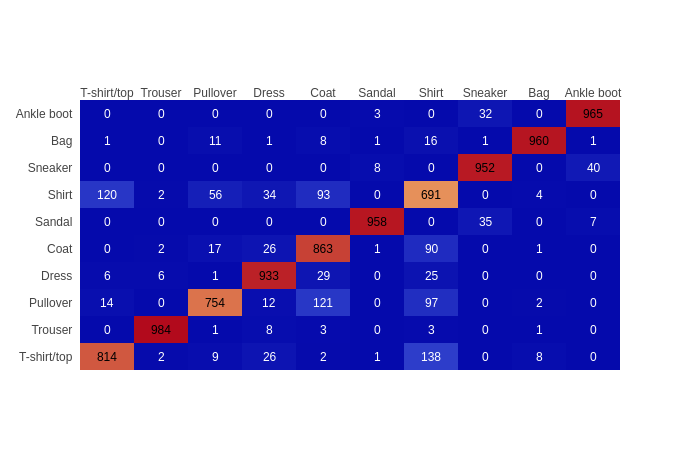 T-shirt/top Trouser Pullover Dress Coat Sandal Shirt Sneaker Bag Ankle boot
Ankle boot 0 0 0 0 0 3 0 32 0 965
Bag 1 0 11 1 8 1 16 1 960 1
Sneaker 0 0 0 0 0 8 0 952 0 40
Shirt 120 2 56 34 93 0 691 0 4 0
Sandal 0 0 0 0 0 958 0 35 0 7
Coat 0 2 17 26 863 1 90 0 1 0
Dress 6 6 1 933 29 0 25 0 0 0
Pullover 14 0 754 12 121 0 97 0 2 0
Trouser 0 984 1 8 3 0 3 0 1 0
T-shirt/top 814 2 9 26 2 1 138 0 8 0